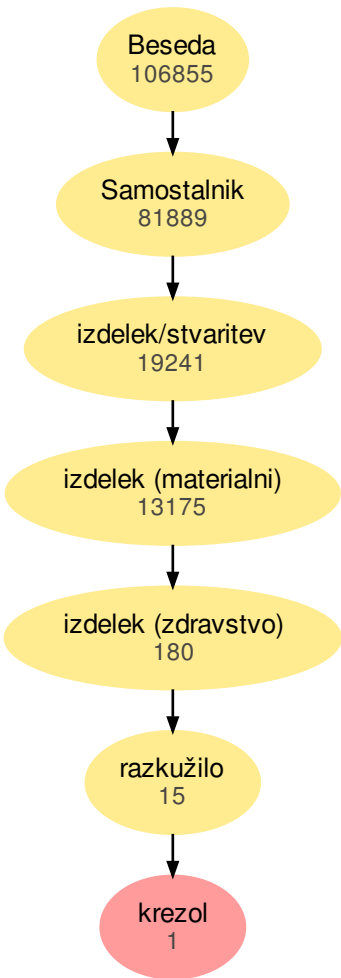 Beseda
106855
Samostalnik
81889
izdelek/stvaritev
19241
izdelek (materialni)
13175
izdelek (zdravstvo)
180
razkužilo
15
krezol
1